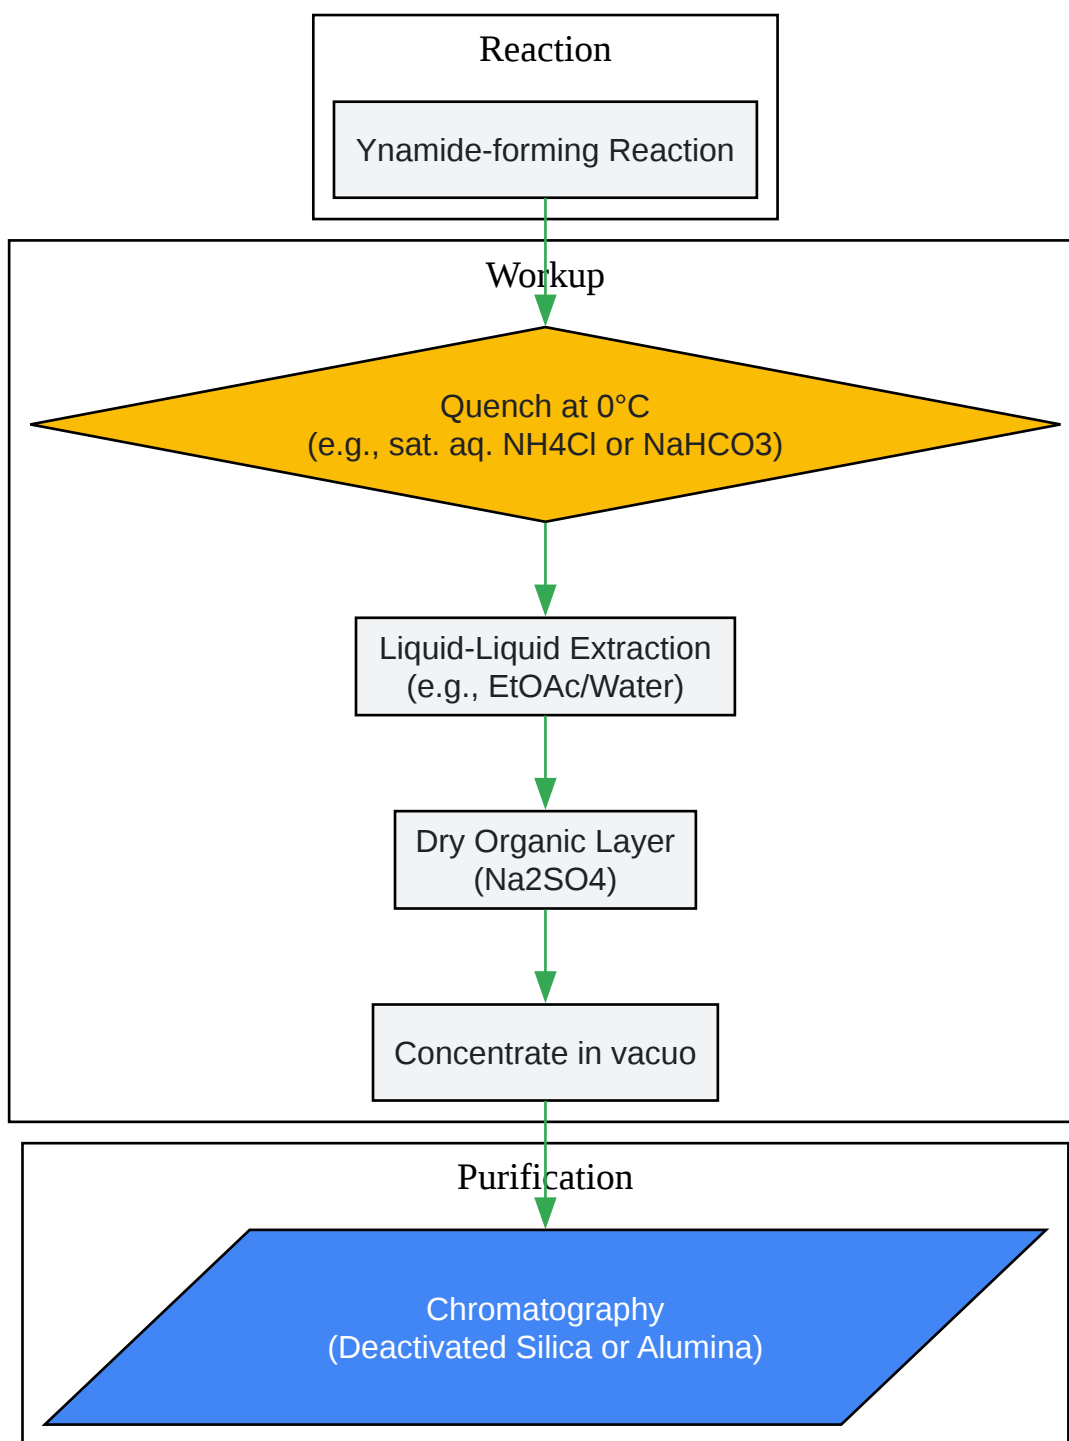 Reaction
Ynamide-forming Reaction
Workup
Quench at 0°C
(e.g., sat. aq. NH4Cl or NaHCO3)
Liquid-Liquid Extraction
(e.g., EtOAc/Water)
Dry Organic Layer
(Na2SO4)
Concentrate in vacuo
Purification
Chromatography
(Deactivated Silica or Alumina)